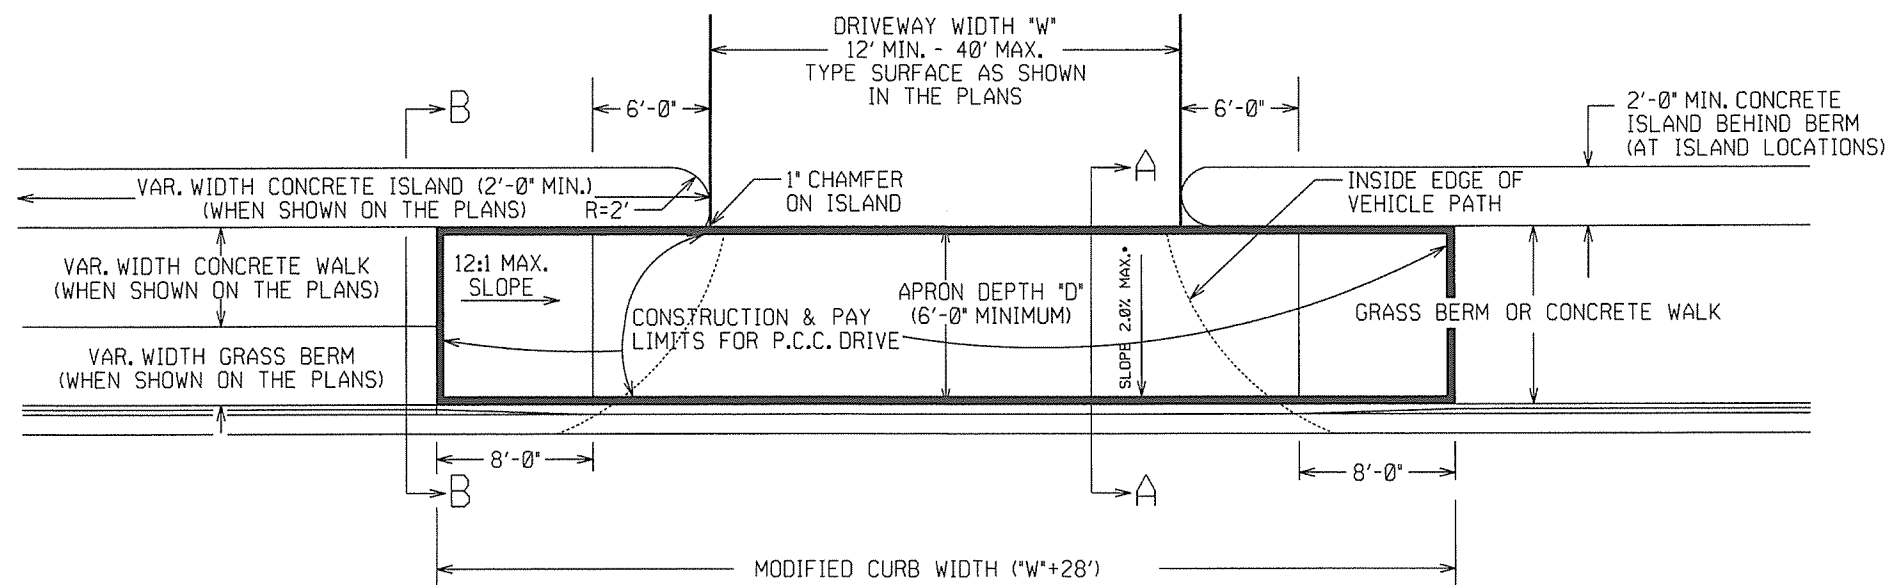 DRIVEWAY WIDTH "W"
12' MIN. - 40' MAX.
TYPE SURFACE AS SHOWN
IN THE PLANS
B
6'-0"
6'-0"
2'-0" MIN. CONCRETE
ISLAND BEHIND BERM
(AT ISLAND LOCATIONS)
A
VAR. WIDTH CONCRETE ISLAND (2'-0" MIN.)
(WHEN SHOWN ON THE PLANS)
R=2'
1" CHAMFER
ON ISLAND
INSIDE EDGE OF
VEHICLE PATH
VAR. WIDTH CONCRETE WALK
(WHEN SHOWN ON THE PLANS)
12:1 MAX.
SLOPE
APRON DEPTH "D"
(6'-0" MINIMUM)
SLOPE 2.0% MAX.*
CONSTRUCTION & PAY
LIMITS FOR P.C.C. DRIVE
GRASS BERM OR CONCRETE WALK
VAR. WIDTH GRASS BERM
(WHEN SHOWN ON THE PLANS)
8'-0"
8'-0"
B
A
MODIFIED CURB WIDTH ("W"+28')